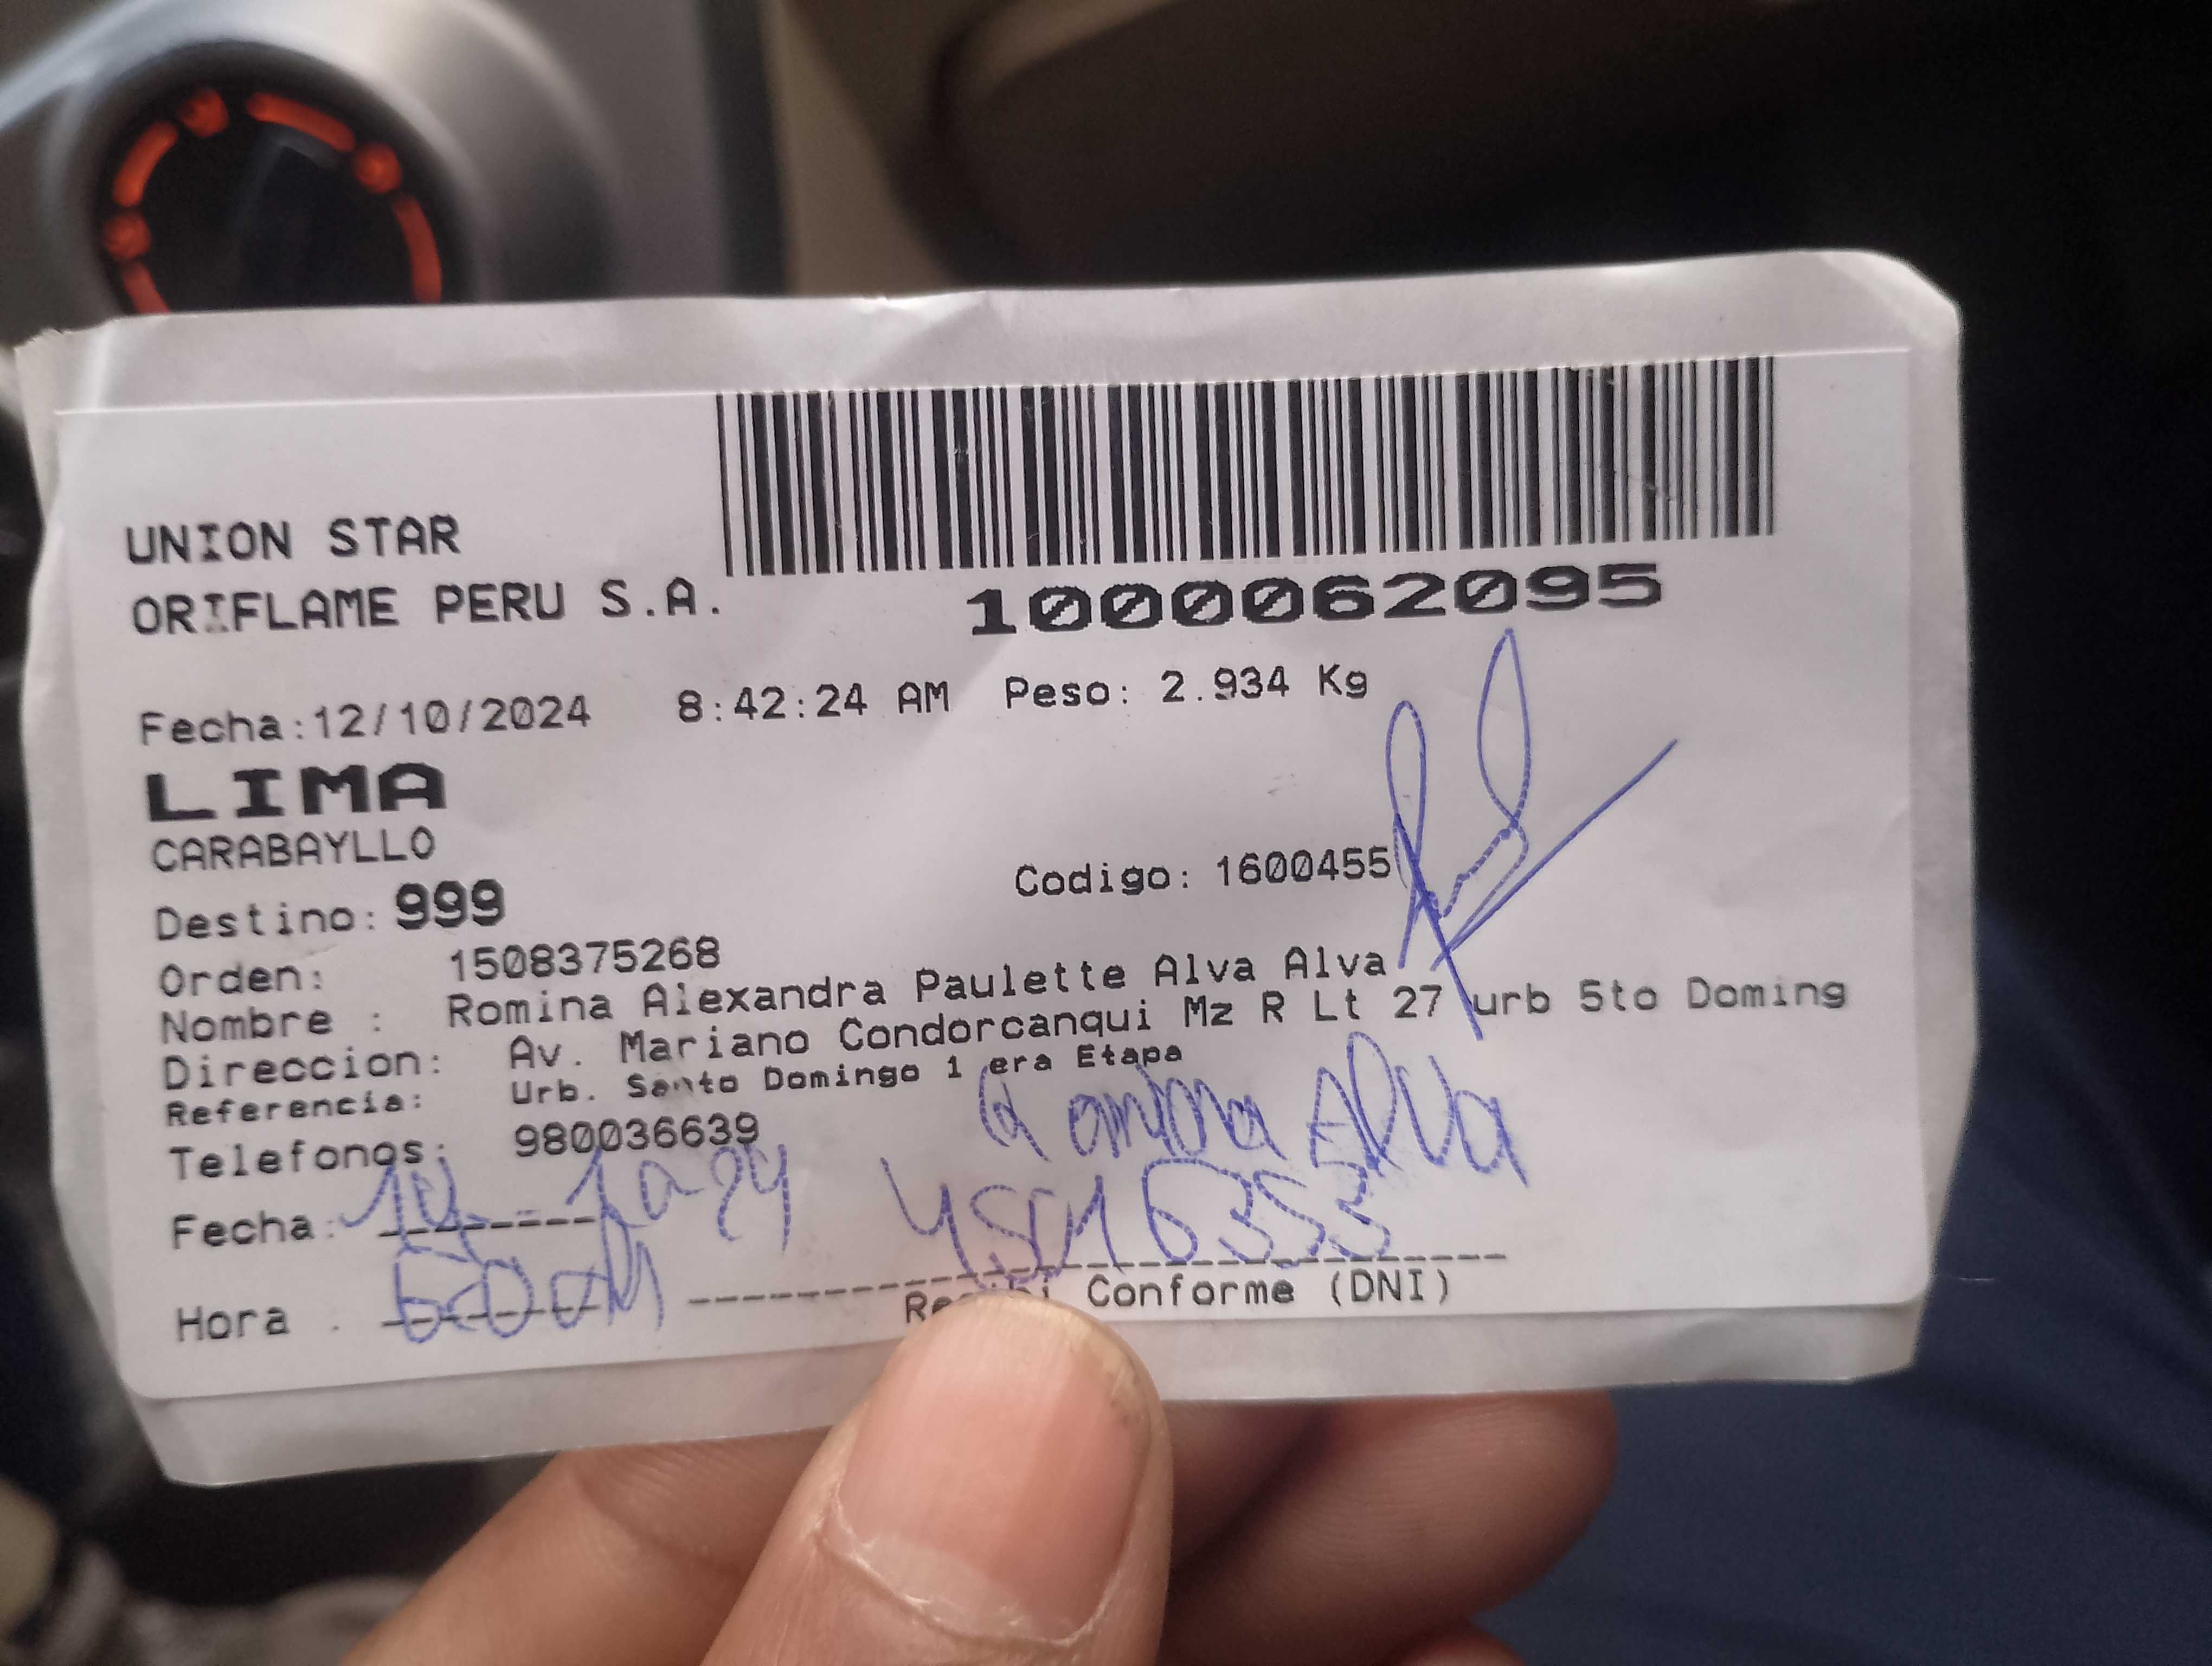 UNION STAR
ORIFLAME PERU S.A.
1000062095
Fecha:12/10/2024 8:42:24 AM Peso: 2.934 Kg
LIMA
CARABAYLLO
Codigo: 1600455
Destino: 999
Orden: 1508375268
Nombre : Romina Alexandra Paulette Alva Alva
Direccion: Av. Mariano Condorcanqui Mz R Lt 27 urb 5to Doming
Referencia: Urb. Santo Domingo 1 era Etapa
Telefonos: 980036639
Romina Alva
Fecha:
Hora :
Conforme (DNI)